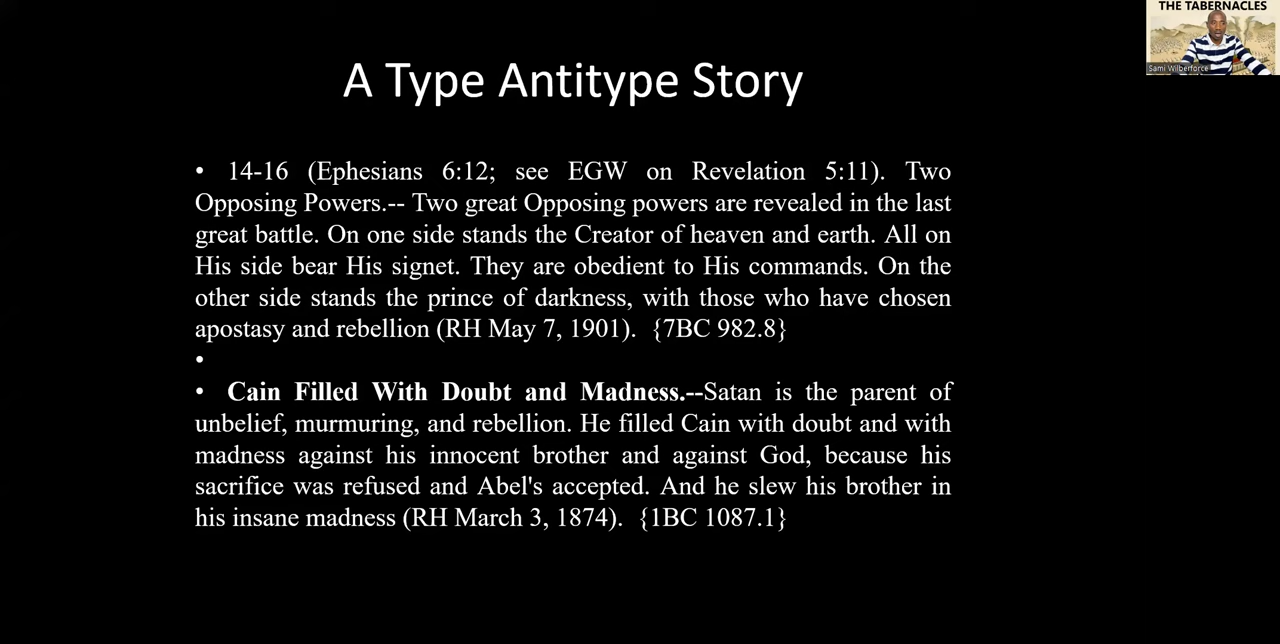 THE TABERNACLES
Sami Wilberforce
A Type Antitype Story
• 14-16 (Ephesians 6:12; see EGW on Revelation 5:11). Two
Opposing Powers.-- Two great Opposing powers are revealed in the last
great battle. On one side stands the Creator of heaven and earth. All on
His side bear His signet. They are obedient to His commands. On the
other side stands the prince of darkness, with those who have chosen
apostasy and rebellion (RH May 7, 1901). {7BC 982.8}
•
• Cain Filled With Doubt and Madness.--Satan is the parent of
unbelief, murmuring, and rebellion. He filled Cain with doubt and with
madness against his innocent brother and against God, because his
sacrifice was refused and Abel's accepted. And he slew his brother in
his insane madness (RH March 3, 1874). {1BC 1087.1}